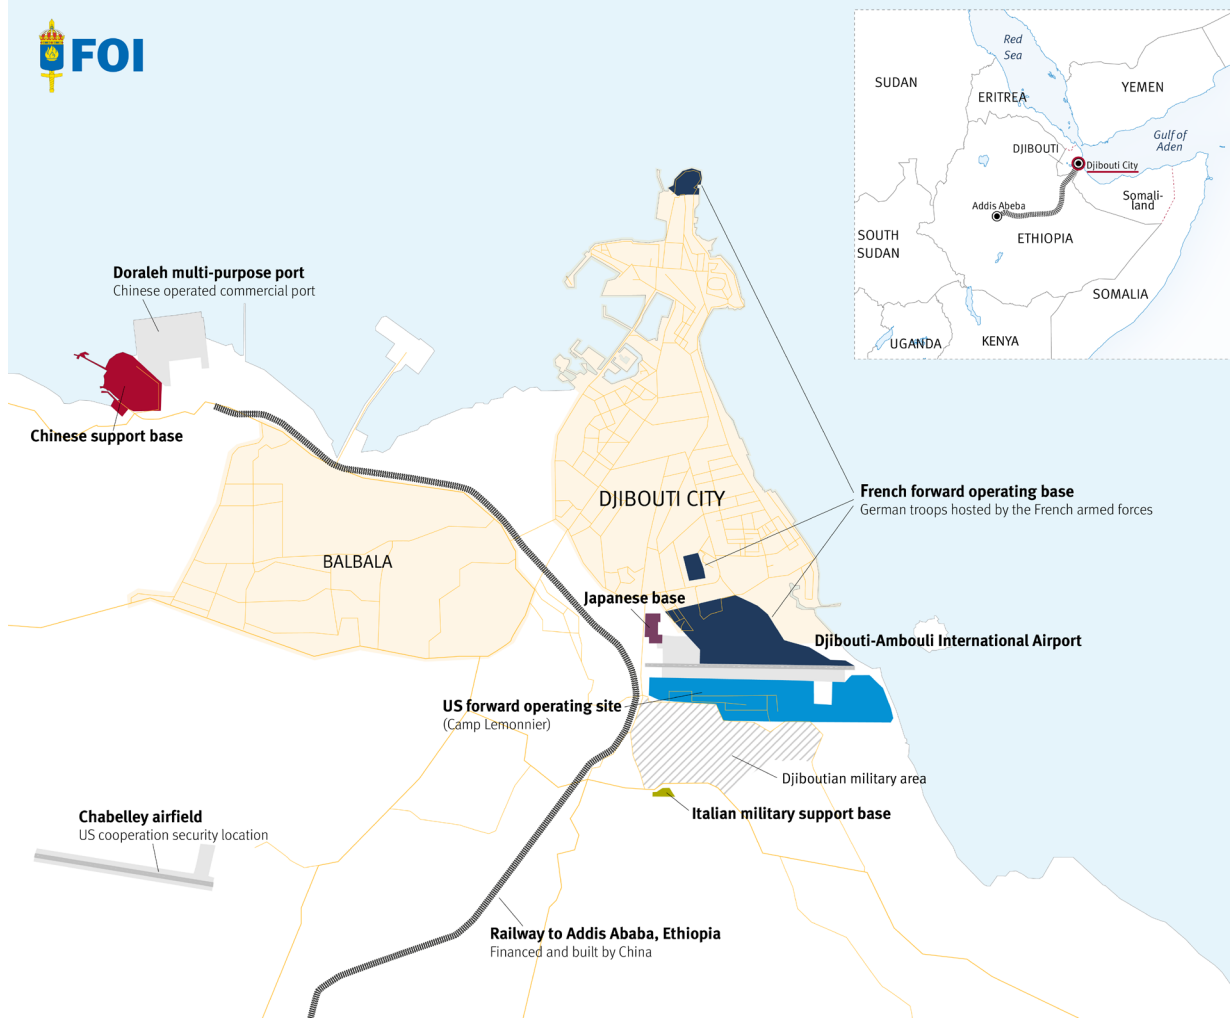 FOI
Red
Sea
SUDAN
YEMEN
ERITREA
Gulf of
Aden
DJIBOUTI
Djibouti City
Somali-
land
Addis Abeba
SOUTH
SUDAN
ETHIOPIA
SOMALIA
UGANDA
KENYA
Doraleh multi-purpose port
Chinese operated commercial port
Chinese support base
DJIBOUTI CITY
French forward operating base
German troops hosted by the French armed forces
BALBALA
Japanese base
Djibouti-Ambouli International Airport
US forward operating site
(Camp Lemonnier)
Djiboutian military area
Italian military support base
Chabelley airfield
US cooperation security location
Railway to Addis Ababa, Ethiopia
Financed and built by China